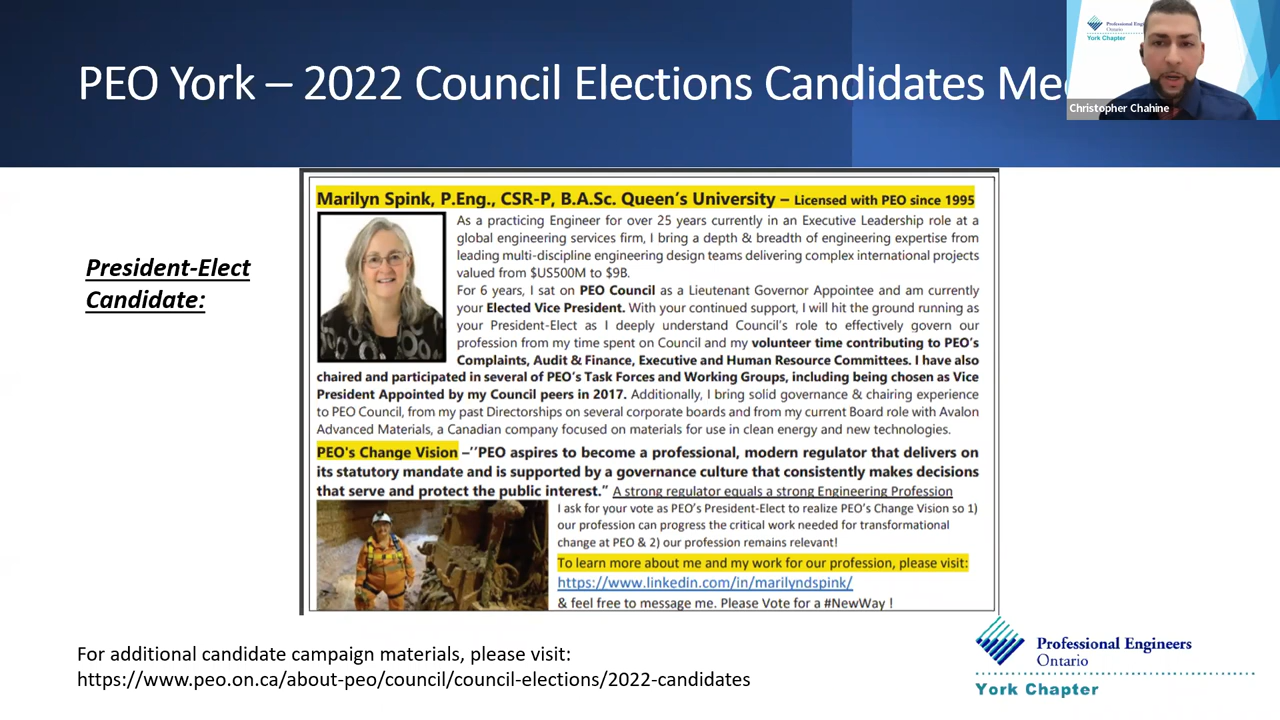 PEO York – 2022 Council Elections Candidates Me
Professional Eng
Ontario
York Chapter
Christopher Chahine
President-Elect
Candidate:
Marilyn Spink, P.Eng., CSR-P, B.A.Sc. Queen's University – Licensed with PEO since 1995
As a practicing Engineer for over 25 years currently in an Executive Leadership role at a
global engineering services firm, I bring a depth & breadth of engineering expertise from
leading multi-discipline engineering design teams delivering complex international projects
valued from $US500M to $9B.
For 6 years, I sat on PEO Council as a Lieutenant Governor Appointee and am currently
your Elected Vice President. With your continued support, I will hit the ground running as
your President-Elect as I deeply understand Council's role to effectively govern our
profession from my time spent on Council and my volunteer time contributing to PEO's
Complaints, Audit & Finance, Executive and Human Resource Committees. I have also
chaired and participated in several of PEO's Task Forces and Working Groups, including being chosen as Vice
President Appointed by my Council peers in 2017. Additionally, I bring solid governance & chairing experience
to PEO Council, from my past Directorships on several corporate boards and from my current Board role with Avalon
Advanced Materials, a Canadian company focused on materials for use in clean energy and new technologies.
PEO's Change Vision –"PEO aspires to become a professional, modern regulator that delivers on
its statutory mandate and is supported by a governance culture that consistently makes decisions
that serve and protect the public interest." A strong regulator equals a strong Engineering Profession
I ask for your vote as PEO's President-Elect to realize PEO's Change Vision so 1)
our profession can progress the critical work needed for transformational
change at PEO & 2) our profession remains relevant!
To learn more about me and my work for our profession, please visit:
https://www.linkedin.com/in/marilyndspink/
& feel free to message me. Please Vote for a #NewWay !
For additional candidate campaign materials, please visit:
https://www.peo.on.ca/about-peo/council/council-elections/2022-candidates
Professional Engineers
Ontario
York Chapter